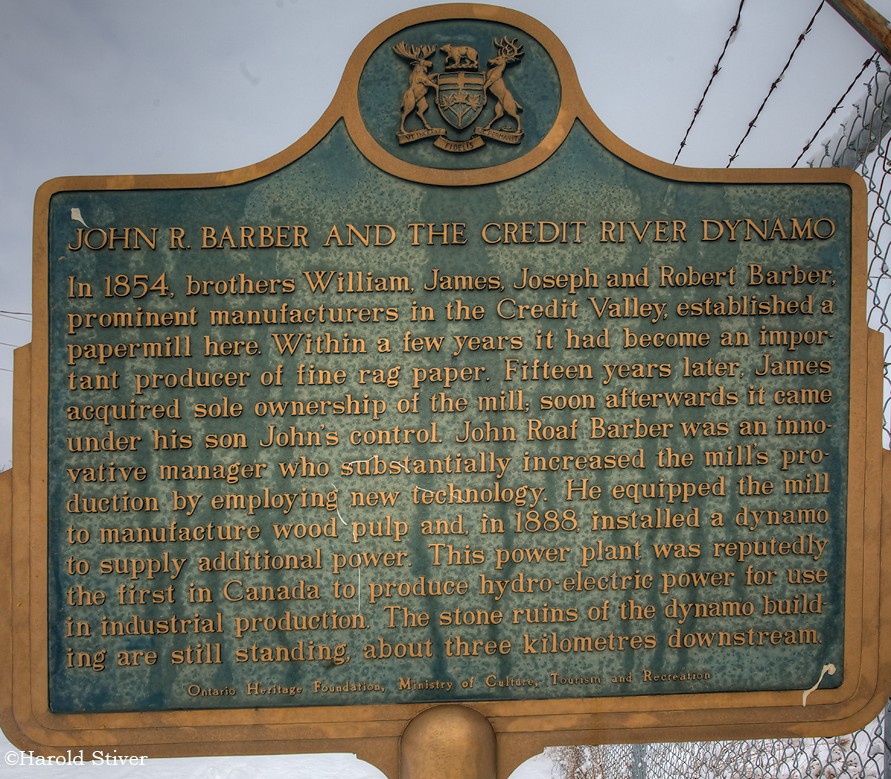 JOHN R. BARBER AND THE CREDIT RIVER DYNAMO
In 1854, brothers William, James, Joseph and Robert Barber,
prominent manufacturers in the Credit Valley, established a
papermill here. Within a few years it had become an impor-
tant producer of fine rag paper. Fifteen years later, James
acquired sole ownership of the mill; soon afterwards it came
under his son John's control. John Roaf Barber was an inno-
vative manager who substantially increased the mill's pro-
duction by employing new technology. He equipped the mill
to manufacture wood pulp and, in 1888, installed a dynamo
to supply additional power. This power plant was reputedly
the first in Canada to produce hydro-electric power for use
in industrial production. The stone ruins of the dynamo build-
ing are still standing, about three kilometres downstream.
Ontario Heritage Foundation, Ministry of Culture, Tourism and Recreation
©Harold Stiver